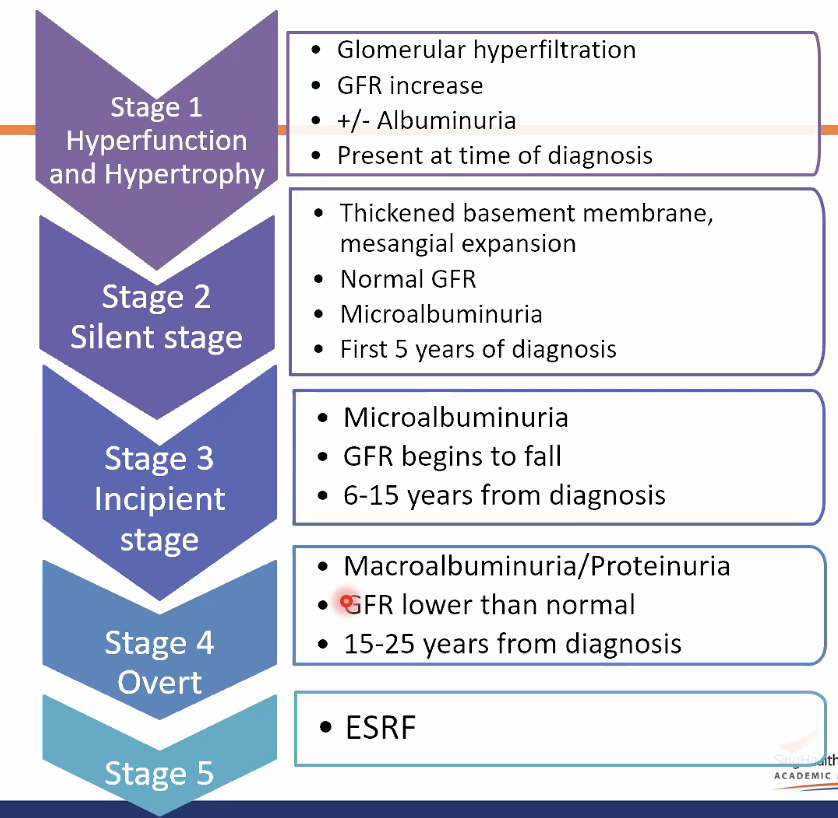 Stage 1
Hyperfunction
and Hypertrophy
• Glomerular hyperfiltration
• GFR increase
• +/- Albuminuria
• Present at time of diagnosis
Stage 2
Silent stage
• Thickened basement membrane,
mesangial expansion
• Normal GFR
• Microalbuminuria
• First 5 years of diagnosis
Stage 3
Incipient
stage
• Microalbuminuria
• GFR begins to fall
• 6-15 years from diagnosis
Stage 4
Overt
• Macroalbuminuria/Proteinuria
• GFR lower than normal
• 15-25 years from diagnosis
Stage 5
• ESRF
SingHealth
ACADEMIC